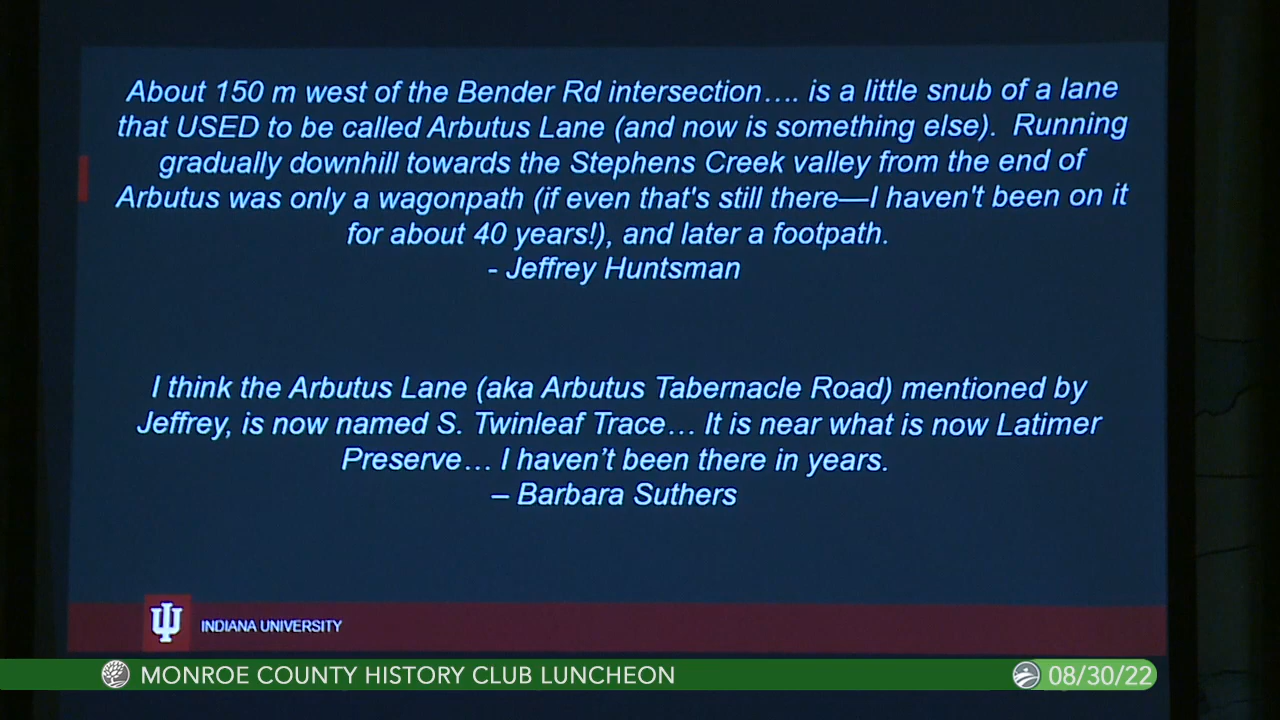 About 150 m west of the Bender Rd intersection…. is a little snub of a lane
that USED to be called Arbutus Lane (and now is something else).  Running
gradually downhill towards the Stephens Creek valley from the end of
Arbutus was only a wagonpath (if even that's still there—I haven't been on it
for about 40 years!), and later a footpath.
- Jeffrey Huntsman
I think the Arbutus Lane (aka Arbutus Tabernacle Road) mentioned by
Jeffrey, is now named S. Twinleaf Trace… It is near what is now Latimer
Preserve… I haven’t been there in years.
– Barbara Suthers
INDIANA UNIVERSITY
MONROE COUNTY HISTORY CLUB LUNCHEON
08/30/22